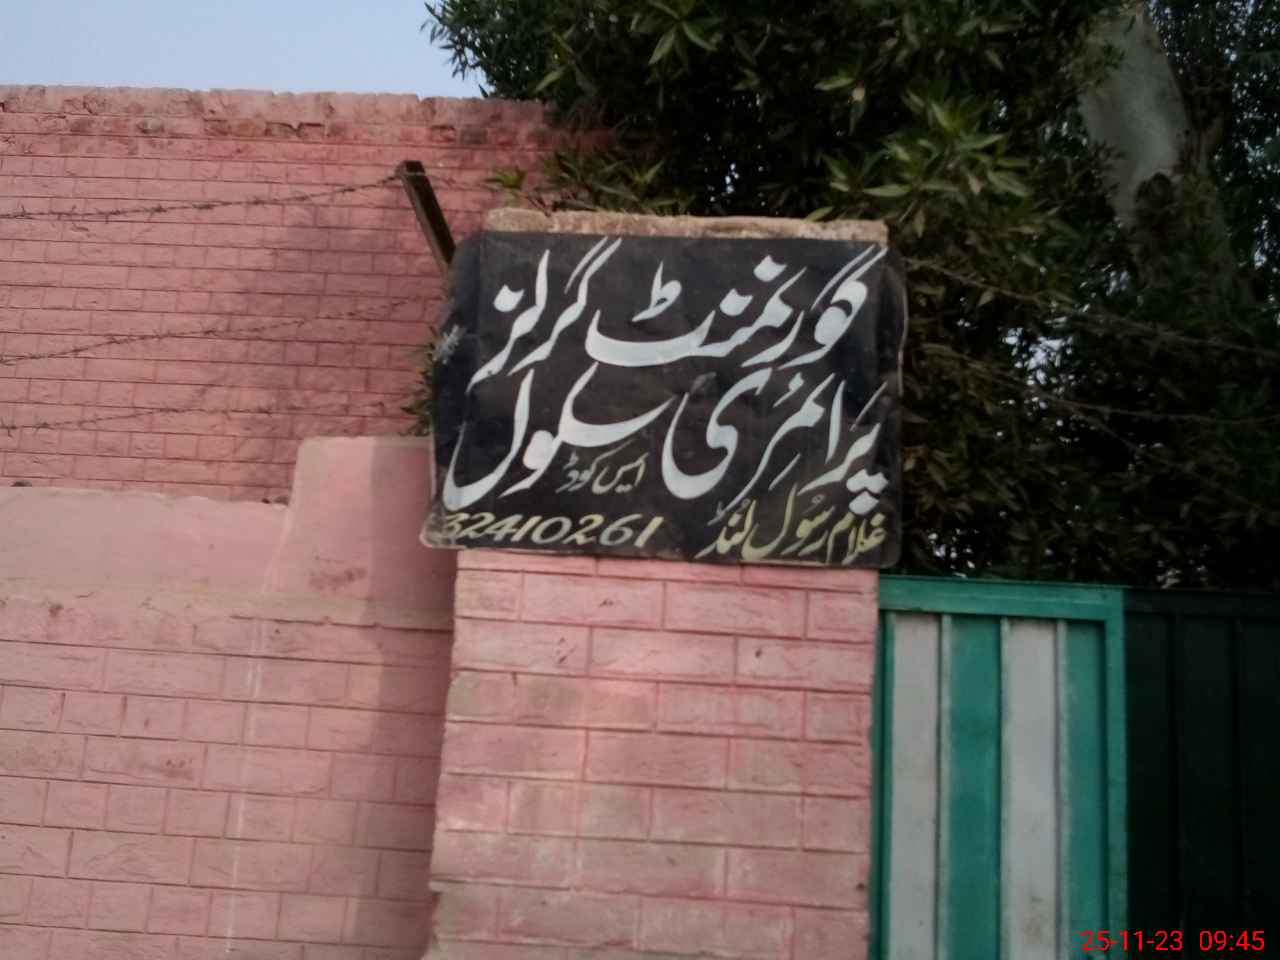 گورنمنٹ گرلز
پرائمری سکول
ایس کوڈ
غلام رسول لنڈ 32410261
25-11-23 09:45